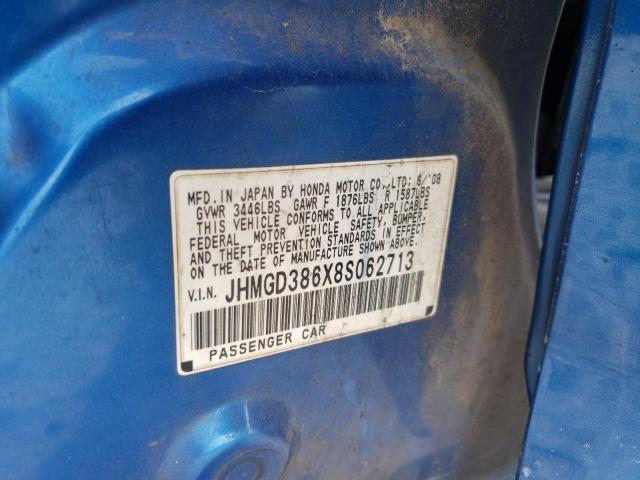 MFD. IN JAPAN BY HONDA MOTOR CO.,LTD; 6/'08
GVWR 3446LBS GAWR F 1876LBS R 1587LBS
THIS VEHICLE CONFORMS TO ALL APPLICABLE
FEDERAL MOTOR VEHICLE SAFETY, BUMPER,
AND THEFT PREVENTION STANDARDS IN EFFECT
ON THE DATE OF MANUFACTURE SHOWN ABOVE.
V.I.N. JHMGD386X8S062713
PASSENGER CAR